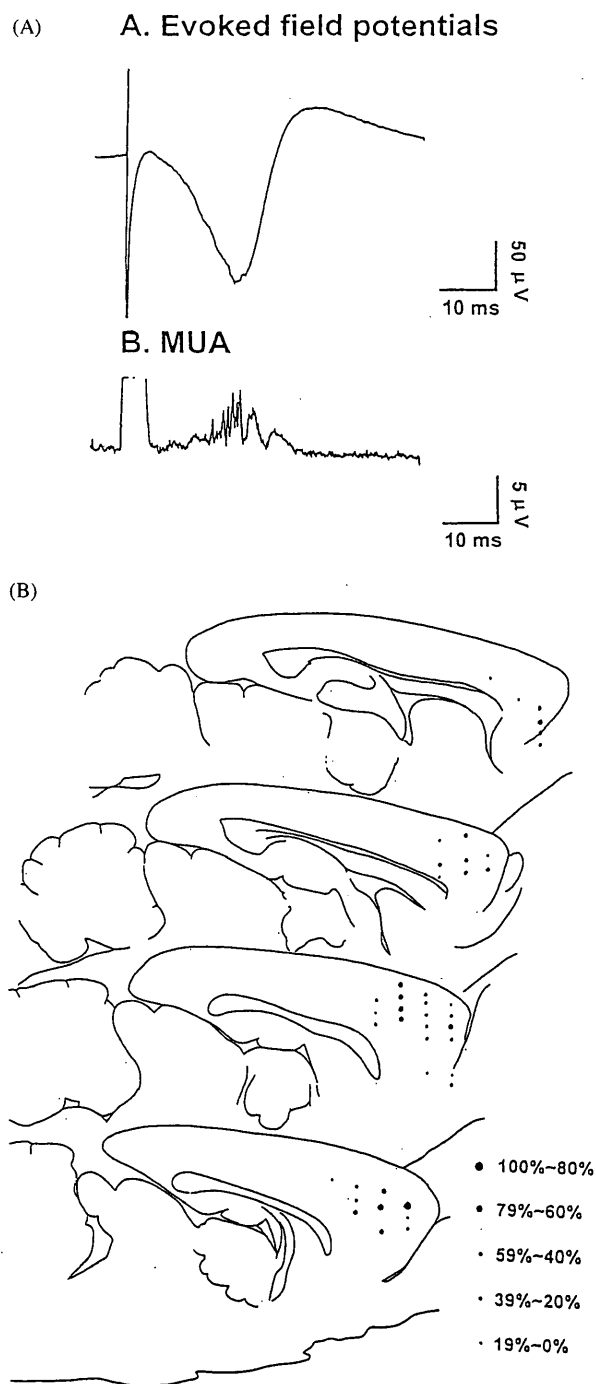 (A) A. Evoked field potentials
50 µV
10 ms
B. MUA
5 µV
10 ms
(B)
100%~80%
79%~60%
59%~40%
39%~20%
19%~0%